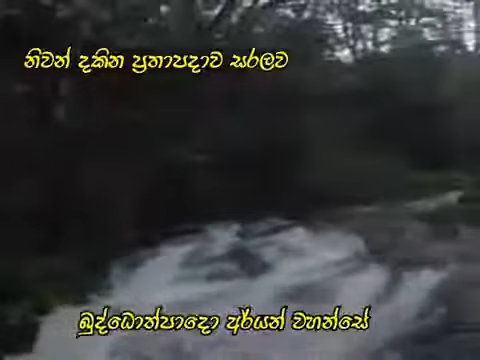 නිවන් දකින ප්‍රතාපදාව සරලව
බුද්ධොත්පාදො අර්යන් වහන්සේ